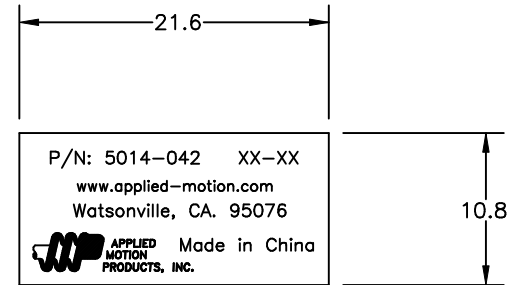 21.6
P/N: 5014-042 XX-XX
www.applied-motion.com
Watsonville, CA. 95076
10.8
APPLIED
MOTION
PRODUCTS, INC.
Made in China